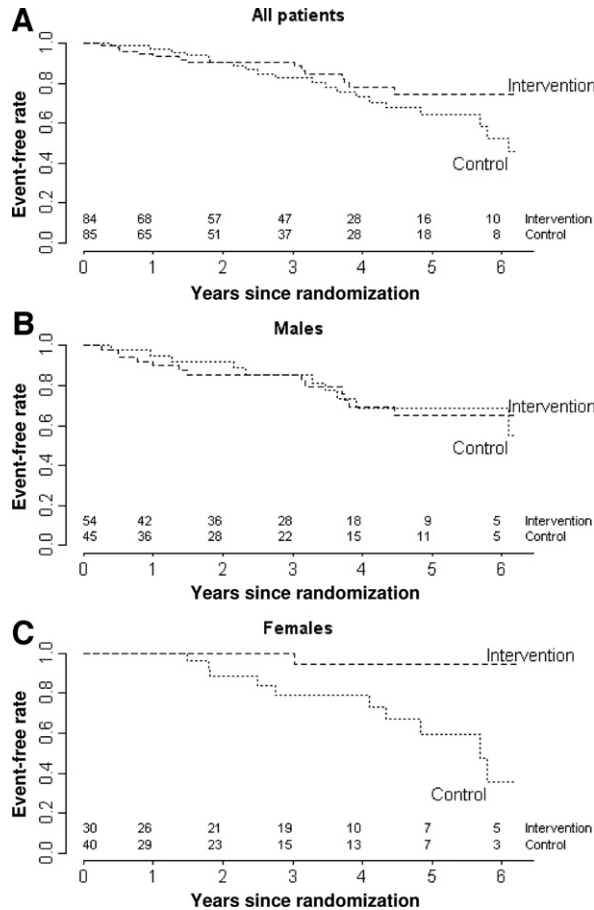 A
All patients
Event-free rate
1.0
0.8
0.6
0.4
0.2
0.0
Intervention
Control
84 68 57 47 28 16 10 Intervention
85 65 51 37 28 18 8 Control
0 1 2 3 4 5 6
Years since randomization
B
Males
Event-free rate
1.0
0.8
0.6
0.4
0.2
0.0
Intervention
Control
54 42 36 28 18 9 5 Intervention
45 36 28 22 15 11 5 Control
0 1 2 3 4 5 6
Years since randomization
C
Females
Event-free rate
1.0
0.8
0.6
0.4
0.2
0.0
Intervention
Control
30 26 21 19 10 7 5 Intervention
40 29 23 15 13 7 3 Control
0 1 2 3 4 5 6
Years since randomization